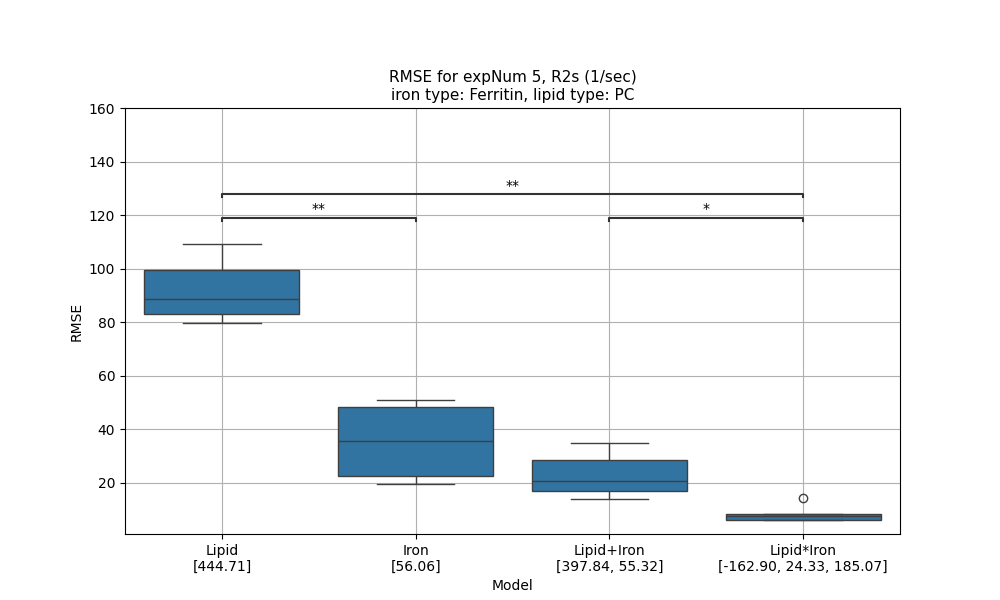 RMSE for expNum 5, R2s (1/sec)
iron type: Ferritin, lipid type: PC
160
140
120
100
80
60
40
20
RMSE
**
**
*
Lipid
[444.71]
Iron
[56.06]
Lipid+Iron
[397.84, 55.32]
Lipid*Iron
[-162.90, 24.33, 185.07]
Model